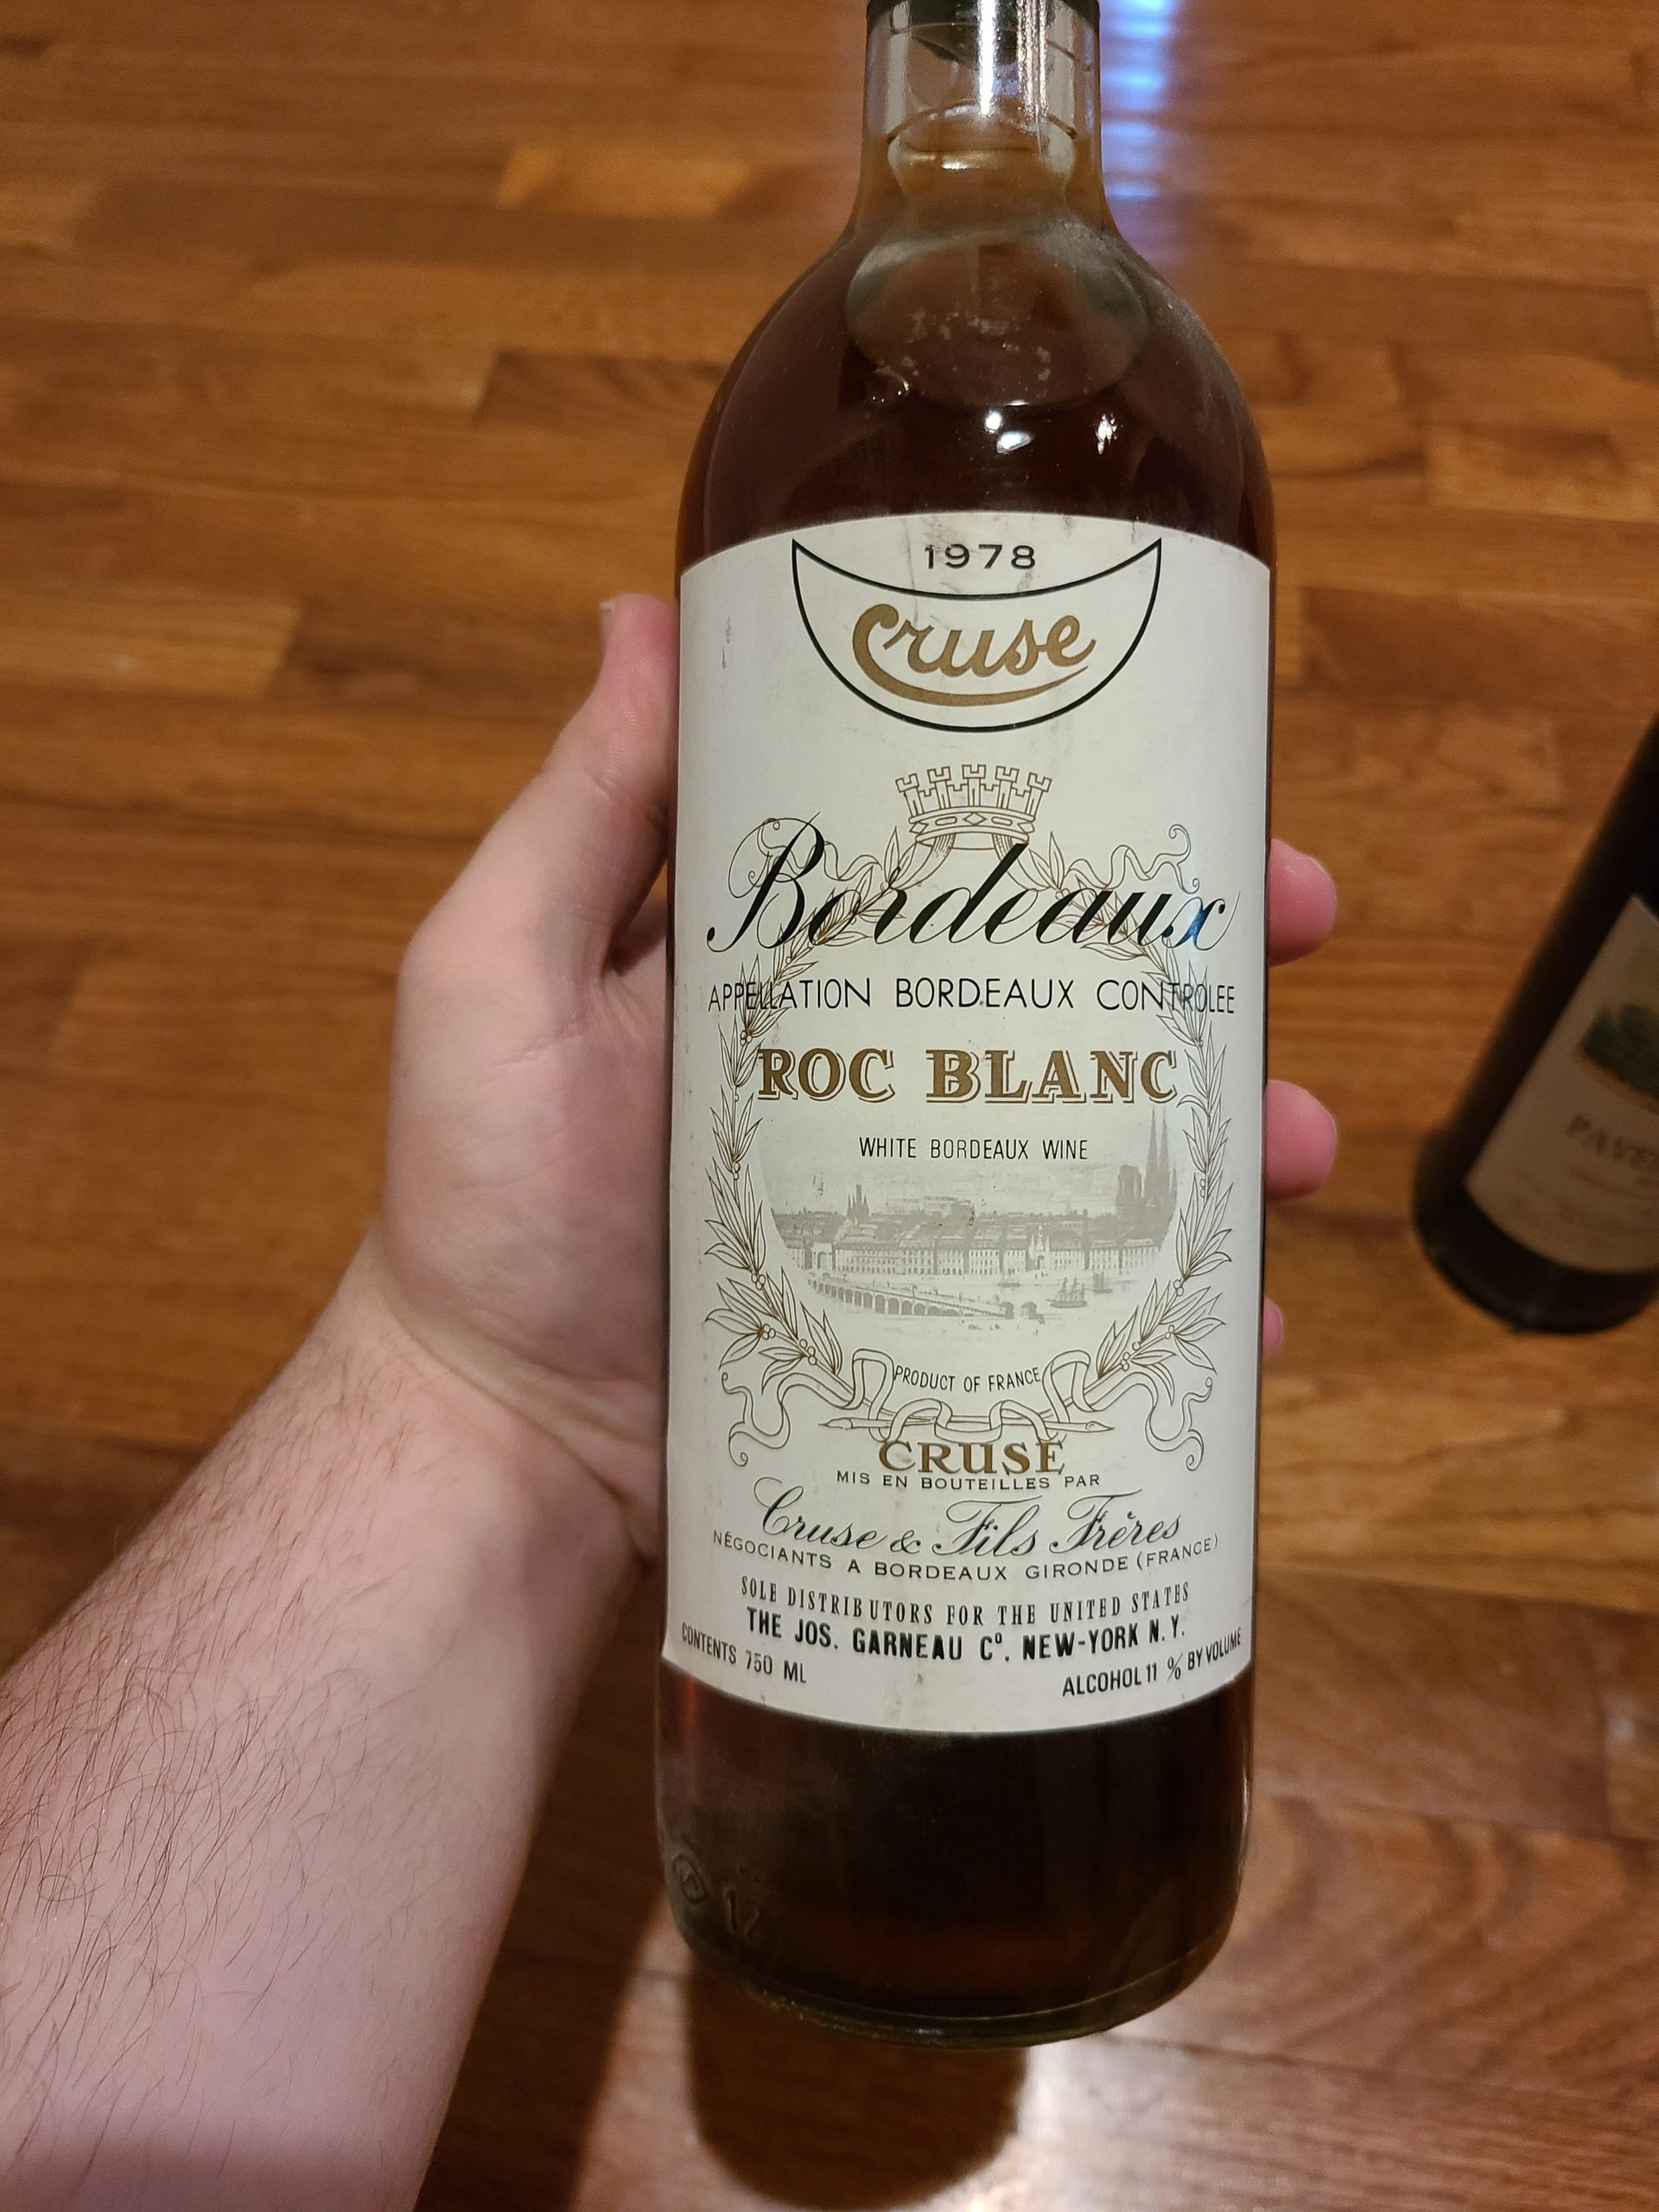 1978
Cruse
Bordeaux
APPELLATION BORDEAUX CONTROLEE
ROC BLANC
WHITE BORDEAUX WINE
PRODUCT OF FRANCE
CRUSE
MIS EN BOUTEILLES PAR
Cruse & Fils Frères
NÉGOCIANTS A BORDEAUX GIRONDE (FRANCE)
SOLE DISTRIBUTORS FOR THE UNITED STATES
THE JOS. GARNEAU Cº. NEW-YORK N.Y.
CONTENTS 750 ML
ALCOHOL 11 % BY VOLUME